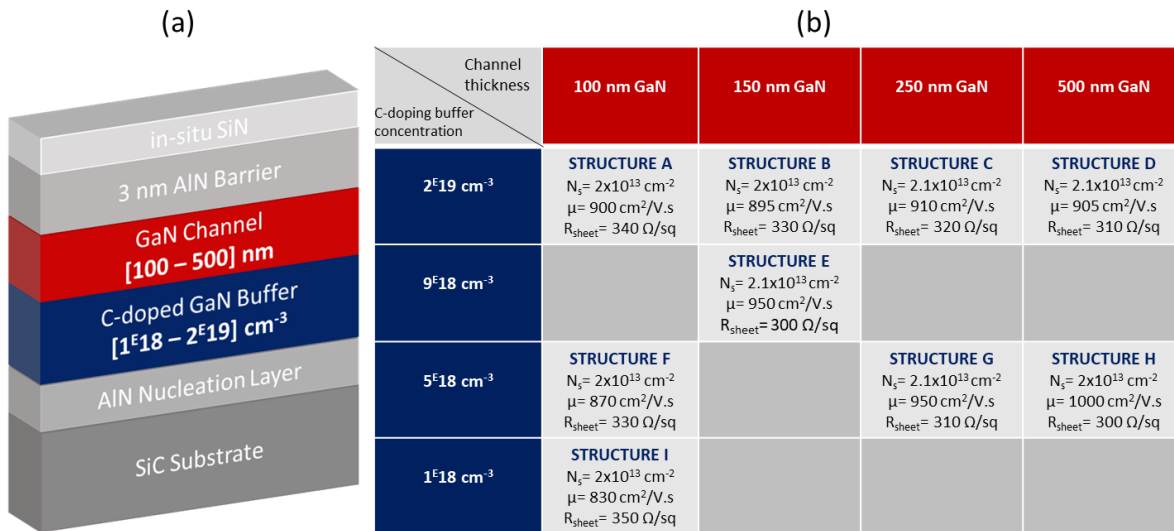 (a)
in-situ SiN
3 nm AlN Barrier
GaN Channel
[100 – 500] nm
C-doped GaN Buffer
[1ᴱ18 – 2ᴱ19] cm⁻³
AlN Nucleation Layer
SiC Substrate
(b)
Channel
thickness
C-doping buffer
concentration
100 nm GaN
150 nm GaN
250 nm GaN
500 nm GaN
2ᴱ19 cm⁻³
STRUCTURE A
Nₛ= 2x10¹³ cm⁻²
µ= 900 cm²/V.s
Rₛₕₑₑₜ= 340 Ω/sq
STRUCTURE B
Nₛ= 2x10¹³ cm⁻²
µ= 895 cm²/V.s
Rₛₕₑₑₜ= 330 Ω/sq
STRUCTURE C
Nₛ= 2.1x10¹³ cm⁻²
µ= 910 cm²/V.s
Rₛₕₑₑₜ= 320 Ω/sq
STRUCTURE D
Nₛ= 2.1x10¹³ cm⁻²
µ= 905 cm²/V.s
Rₛₕₑₑₜ= 310 Ω/sq
9ᴱ18 cm⁻³
STRUCTURE E
Nₛ= 2.1x10¹³ cm⁻²
µ= 950 cm²/V.s
Rₛₕₑₑₜ= 300 Ω/sq
5ᴱ18 cm⁻³
STRUCTURE F
Nₛ= 2x10¹³ cm⁻²
µ= 870 cm²/V.s
Rₛₕₑₑₜ= 330 Ω/sq
STRUCTURE G
Nₛ= 2.1x10¹³ cm⁻²
µ= 950 cm²/V.s
Rₛₕₑₑₜ= 310 Ω/sq
STRUCTURE H
Nₛ= 2x10¹³ cm⁻²
µ= 1000 cm²/V.s
Rₛₕₑₑₜ= 300 Ω/sq
1ᴱ18 cm⁻³
STRUCTURE I
Nₛ= 2x10¹³ cm⁻²
µ= 830 cm²/V.s
Rₛₕₑₑₜ= 350 Ω/sq